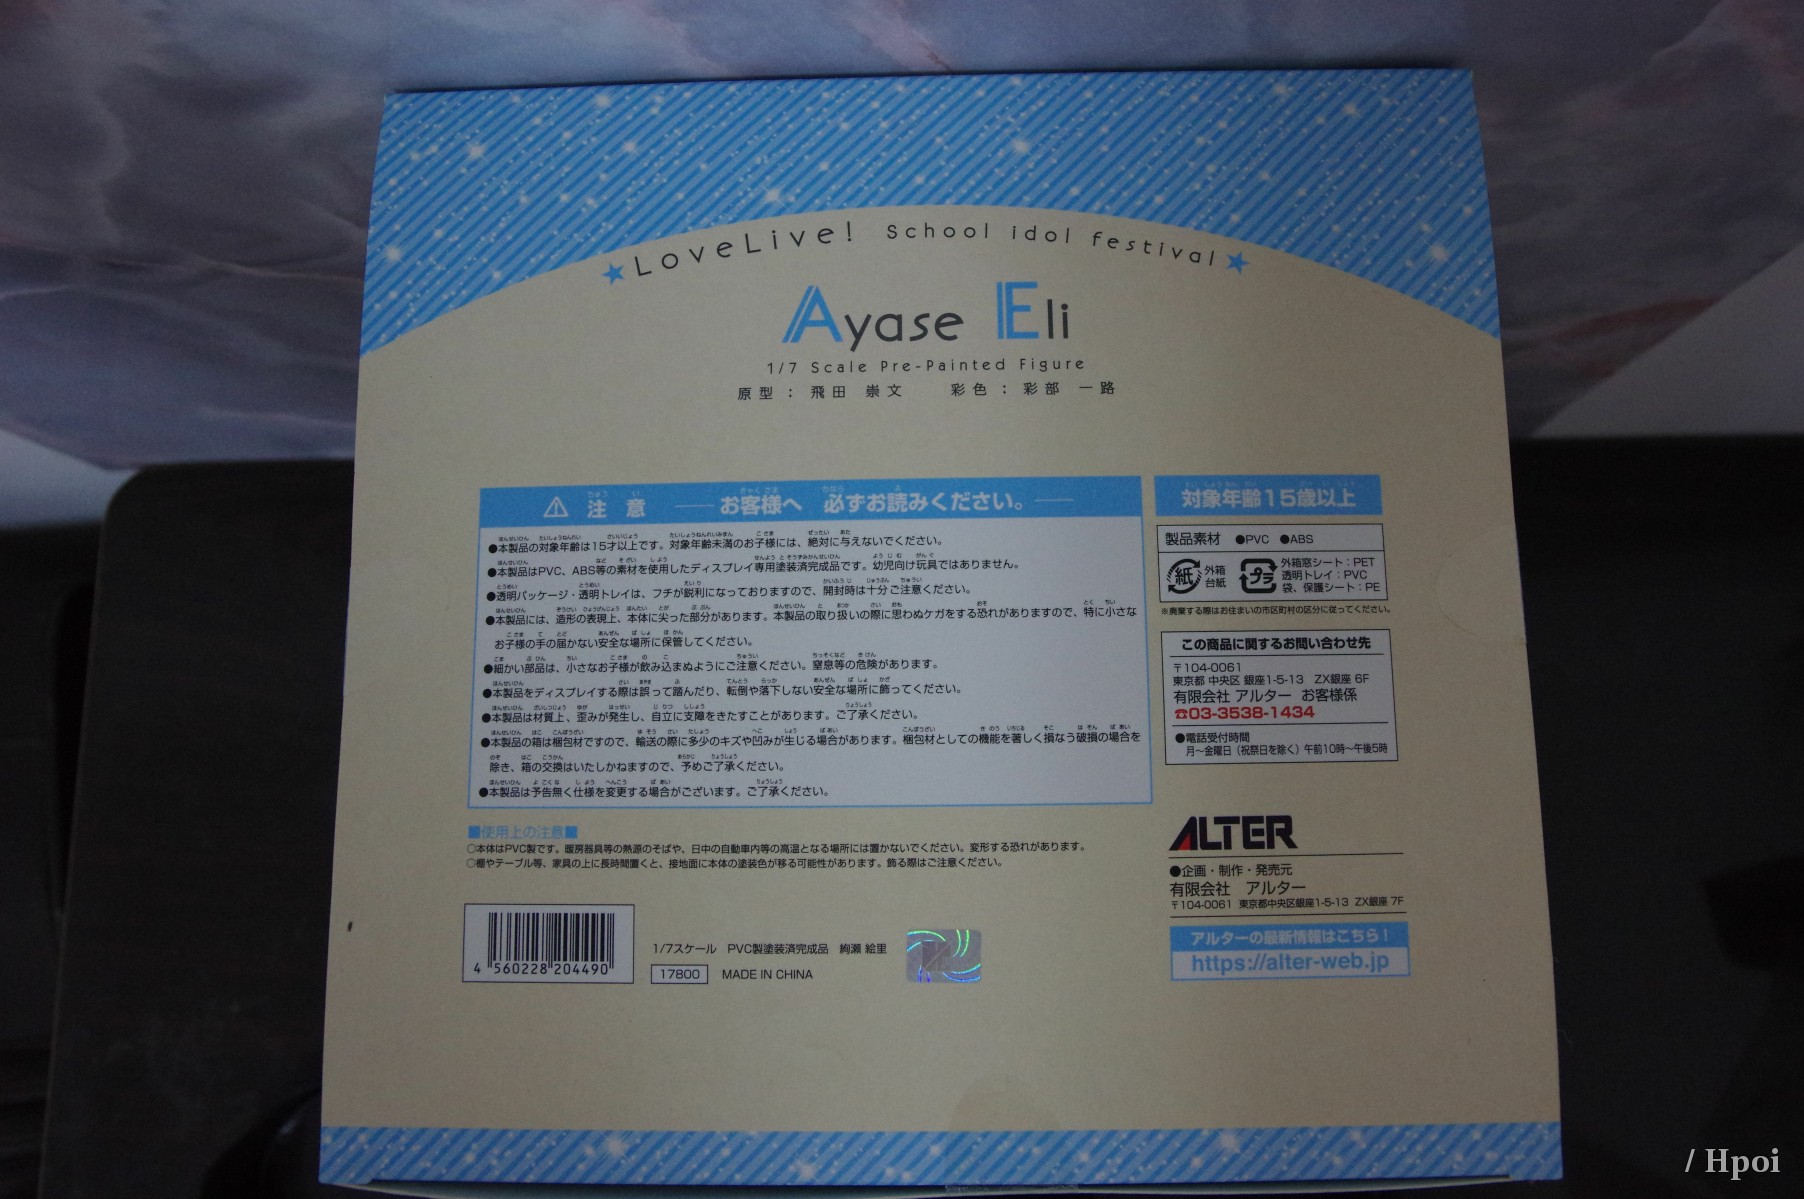 ★LoveLive! School idol festival★
Ayase Eli
1/7 Scale Pre-Painted Figure
原型：飛田 崇文　彩色：彩部 一路
⚠ 注意 ── お客様へ 必ずお読みください。──
●本製品の対象年齢は15才以上です。対象年齢未満のお子様には、絶対に与えないでください。
●本製品はPVC、ABS等の素材を使用したディスプレイ専用塗装済完成品です。幼児向け玩具ではありません。
●透明パッケージ・透明トレイは、フチが鋭利になっておりますので、開封時は十分ご注意ください。
●本製品には、造形の表現上、本体に尖った部分があります。本製品の取り扱いの際に思わぬケガをする恐れがありますので、特に小さな
お子様の手の届かない安全な場所に保管してください。
●細かい部品は、小さなお子様が飲み込まぬようにご注意ください。窒息等の危険があります。
●本製品をディスプレイする際は誤って踏んだり、転倒や落下しない安全な場所に飾ってください。
●本製品は材質上、歪みが発生し、自立に支障をきたすことがあります。ご了承ください。
●本製品の箱は梱包材ですので、輸送の際に多少のキズや凹みが生じる場合があります。梱包材としての機能を著しく損なう破損の場合を
除き、箱の交換はいたしかねますので、予めご了承ください。
●本製品は予告無く仕様を変更する場合がございます。ご了承ください。
■使用上の注意■
○本体はPVC製です。暖房器具等の熱源のそばや、日中の自動車内等の高温となる場所には置かないでください。変形する恐れがあります。
○棚やテーブル等、家具の上に長時間置くと、接地面に本体の塗装色が移る可能性があります。飾る際はご注意ください。
4 560228 204490
1/7スケール　PVC製塗装済完成品　絢瀬 絵里
17800　MADE IN CHINA
対象年齢15歳以上
製品素材　●PVC　●ABS
紙 外箱 台紙
プラ 外箱窓シート：PET
透明トレイ：PVC
袋、保護シート：PE
※廃棄する際はお住まいの市区町村の区分に従ってください。
この商品に関するお問い合わせ先
〒104-0061
東京都 中央区 銀座1-5-13　ZX銀座 6F
有限会社 アルター お客様係
☎03-3538-1434
●電話受付時間
月～金曜日（祝祭日を除く）午前10時～午後5時
ALTER
●企画・制作・発売元
有限会社　アルター
〒104-0061　東京都中央区銀座1-5-13 ZX銀座 7F
アルターの最新情報はこちら！
https://alter-web.jp
/ Hpoi